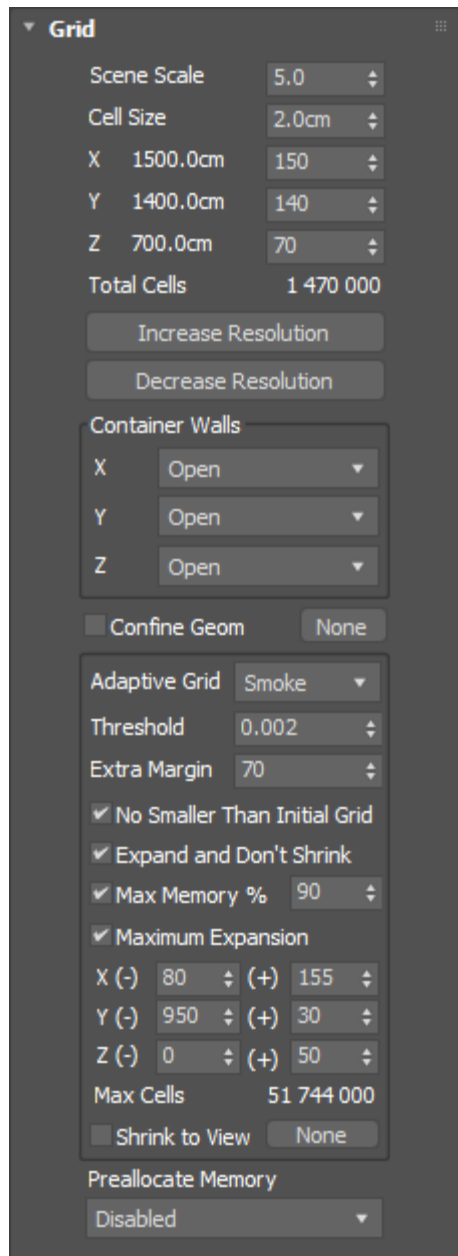 Grid
Scene Scale 5.0
Cell Size 2.0cm
X 1500.0cm 150
Y 1400.0cm 140
Z 700.0cm 70
Total Cells 1 470 000
Increase Resolution
Decrease Resolution
Container Walls
X Open
Y Open
Z Open
Confine Geom None
Adaptive Grid Smoke
Threshold 0.002
Extra Margin 70
No Smaller Than Initial Grid
Expand and Don't Shrink
Max Memory % 90
Maximum Expansion
X (-) 80 (+) 155
Y (-) 950 (+) 30
Z (-) 0 (+) 50
Max Cells 51 744 000
Shrink to View None
Preallocate Memory
Disabled